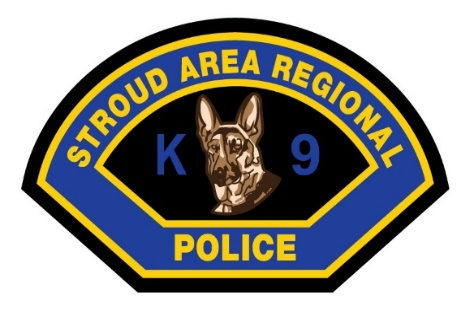 STROUD AREA REGIONAL
K 9
POLICE